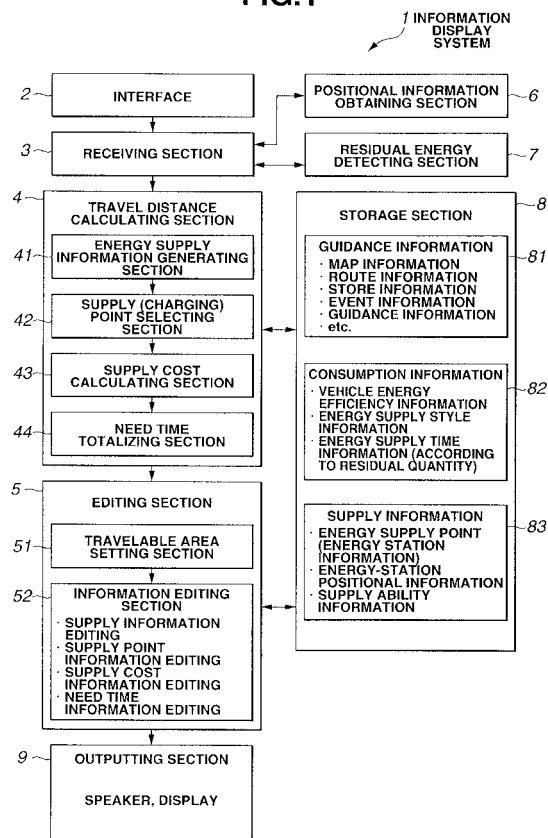 FIG.1
1 INFORMATION
DISPLAY
SYSTEM
2
INTERFACE
6
POSITIONAL INFORMATION
OBTAINING SECTION
3
RECEIVING SECTION
7
RESIDUAL ENERGY
DETECTING SECTION
4
TRAVEL DISTANCE
CALCULATING SECTION
41
ENERGY SUPPLY
INFORMATION GENERATING
SECTION
42
SUPPLY (CHARGING)
POINT SELECTING
SECTION
43
SUPPLY COST
CALCULATING SECTION
44
NEED TIME
TOTALIZING SECTION
5
EDITING SECTION
51
TRAVELABLE AREA
SETTING SECTION
52
INFORMATION EDITING
SECTION
· SUPPLY INFORMATION
EDITING
· SUPPLY POINT
INFORMATION EDITING
· SUPPLY COST
INFORMATION EDITING
· NEED TIME
INFORMATION EDITING
9
OUTPUTTING SECTION
SPEAKER, DISPLAY
8
STORAGE SECTION
81
GUIDANCE INFORMATION
· MAP INFORMATION
· ROUTE INFORMATION
· STORE INFORMATION
· EVENT INFORMATION
· GUIDANCE INFORMATION
· etc.
82
CONSUMPTION INFORMATION
· VEHICLE ENERGY
EFFICIENCY INFORMATION
· ENERGY SUPPLY STYLE
INFORMATION
· ENERGY SUPPLY TIME
INFORMATION (ACCORDING
TO RESIDUAL QUANTITY)
83
SUPPLY INFORMATION
· ENERGY SUPPLY POINT
(ENERGY STATION
INFORMATION)
· ENERGY-STATION
POSITIONAL INFORMATION
· SUPPLY ABILITY
INFORMATION